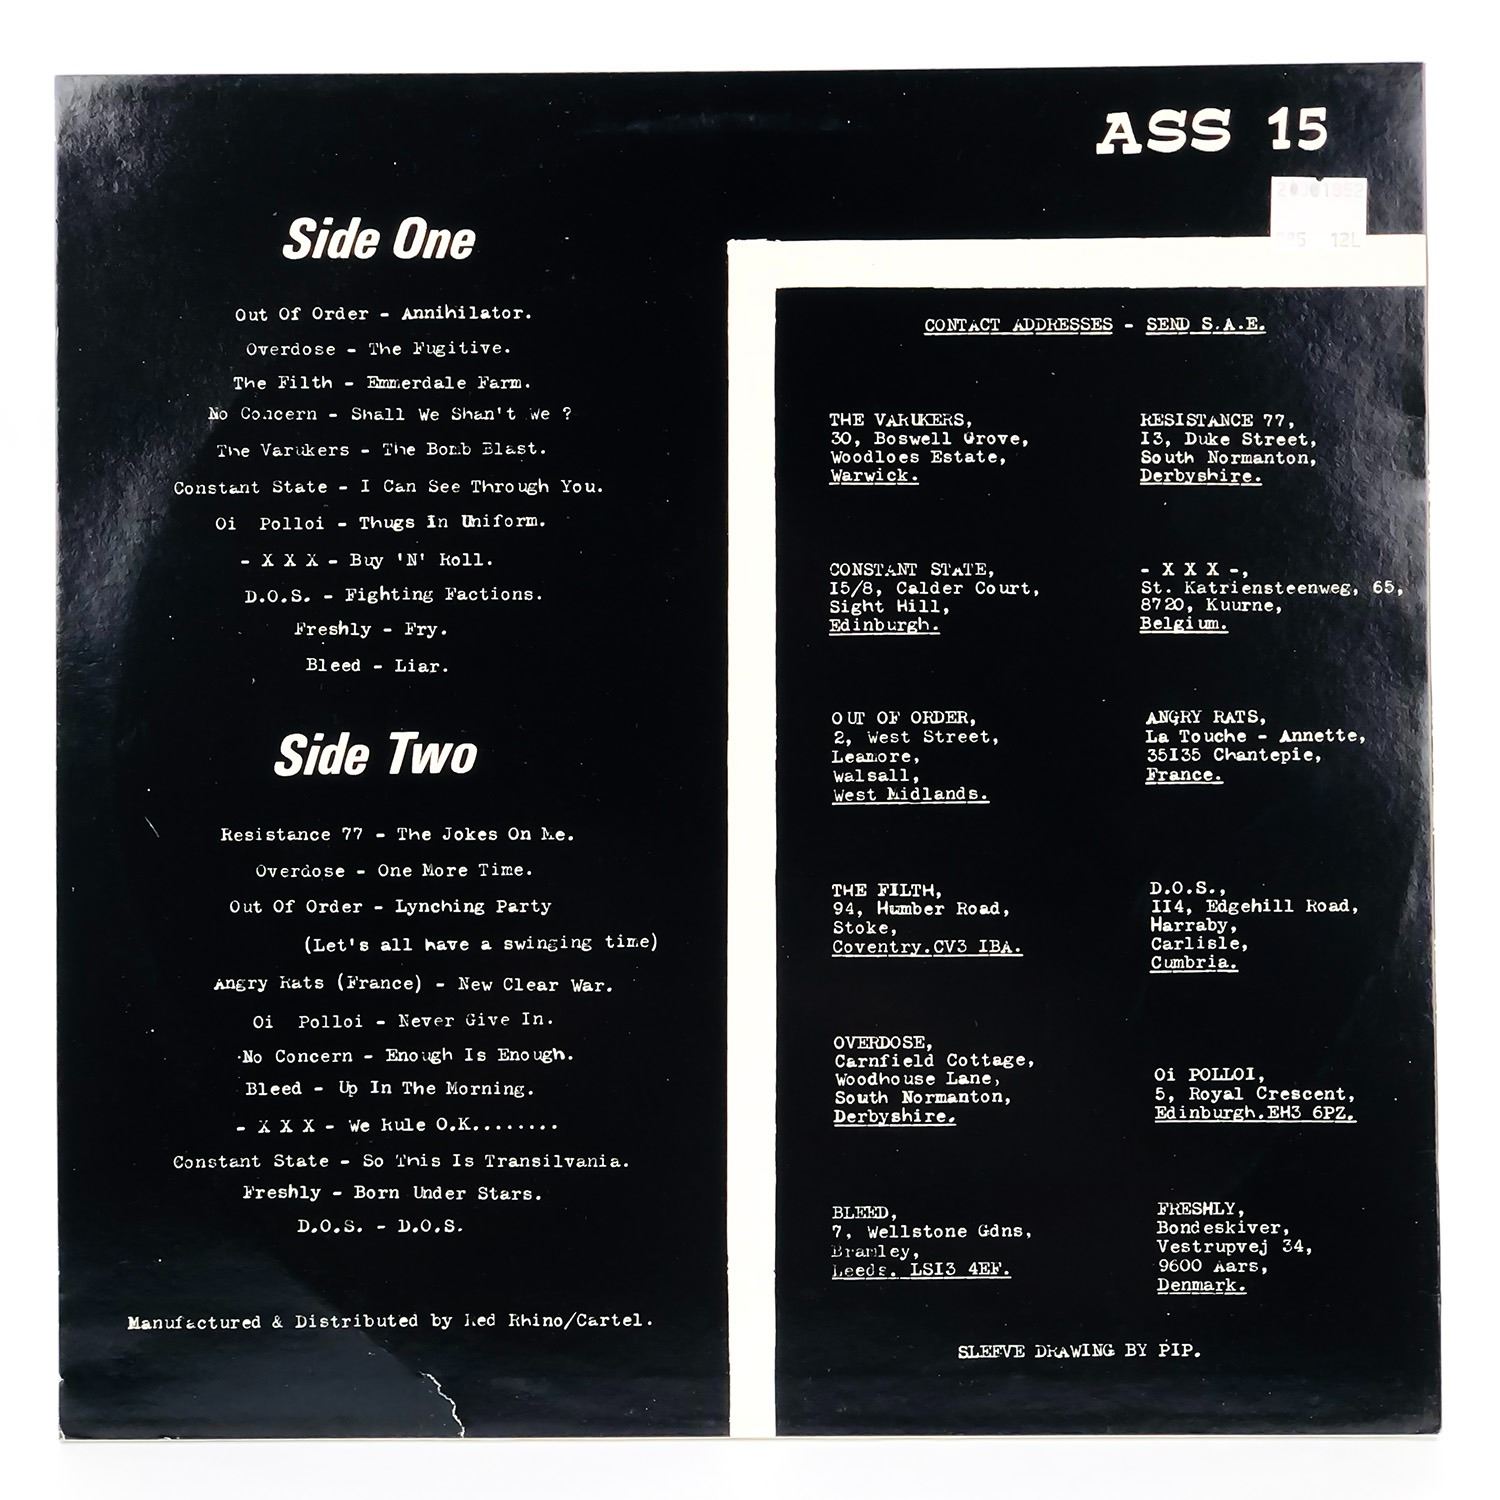 ASS 15
Side One
Out Of Order - Annihilator.
Overdose - The Fugitive.
The Filth - Emmerdale Farm.
No Concern - Shall We Shan't We ?
The Varukers - The Bomb Blast.
Constant State - I Can See Through You.
Oi Polloi - Thugs In Uniform.
- X X X - Buy 'N' Roll.
D.O.S. - Fighting Factions.
Freshly - Fry.
Bleed - Liar.
Side Two
Resistance 77 - The Jokes On Me.
Overdose - One More Time.
Out Of Order - Lynching Party
(Let's all have a swinging time)
Angry Rats (France) - New Clear War.
Oi Polloi - Never Give In.
No Concern - Enough Is Enough.
Bleed - Up In The Morning.
- X X X - We Rule O.K........
Constant State - So This Is Transilvania.
Freshly - Born Under Stars.
D.O.S. - D.O.S.
Manufactured & Distributed by Red Rhino/Cartel.
CONTACT ADDRESSES - SEND S.A.E.
THE VARUKERS,
30, Boswell Grove,
Woodloes Estate,
Warwick.
RESISTANCE 77,
I3, Duke Street,
South Normanton,
Derbyshire.
CONSTANT STATE,
I5/8, Calder Court,
Sight Hill,
Edinburgh.
- X X X -,
St. Katriensteenweg, 65,
8720, Kuurne,
Belgium.
OUT OF ORDER,
2, West Street,
Leamore,
Walsall,
West Midlands.
ANGRY RATS,
La Touche - Annette,
35I35 Chantepie,
France.
THE FILTH,
94, Humber Road,
Stoke,
Coventry.CV3 IBA.
D.O.S.,
II4, Edgehill Road,
Harraby,
Carlisle,
Cumbria.
OVERDOSE,
Carnfield Cottage,
Woodhouse Lane,
South Normanton,
Derbyshire.
Oi POLLOI,
5, Royal Crescent,
Edinburgh.EH3 6PZ.
BLEED,
7, Wellstone Gdns,
Bramley,
Leeds. LSI3 4EF.
FRESHLY,
Bondeskiver,
Vestrupvej 34,
9600 Aars,
Denmark.
SLEEVE DRAWING BY PIP.